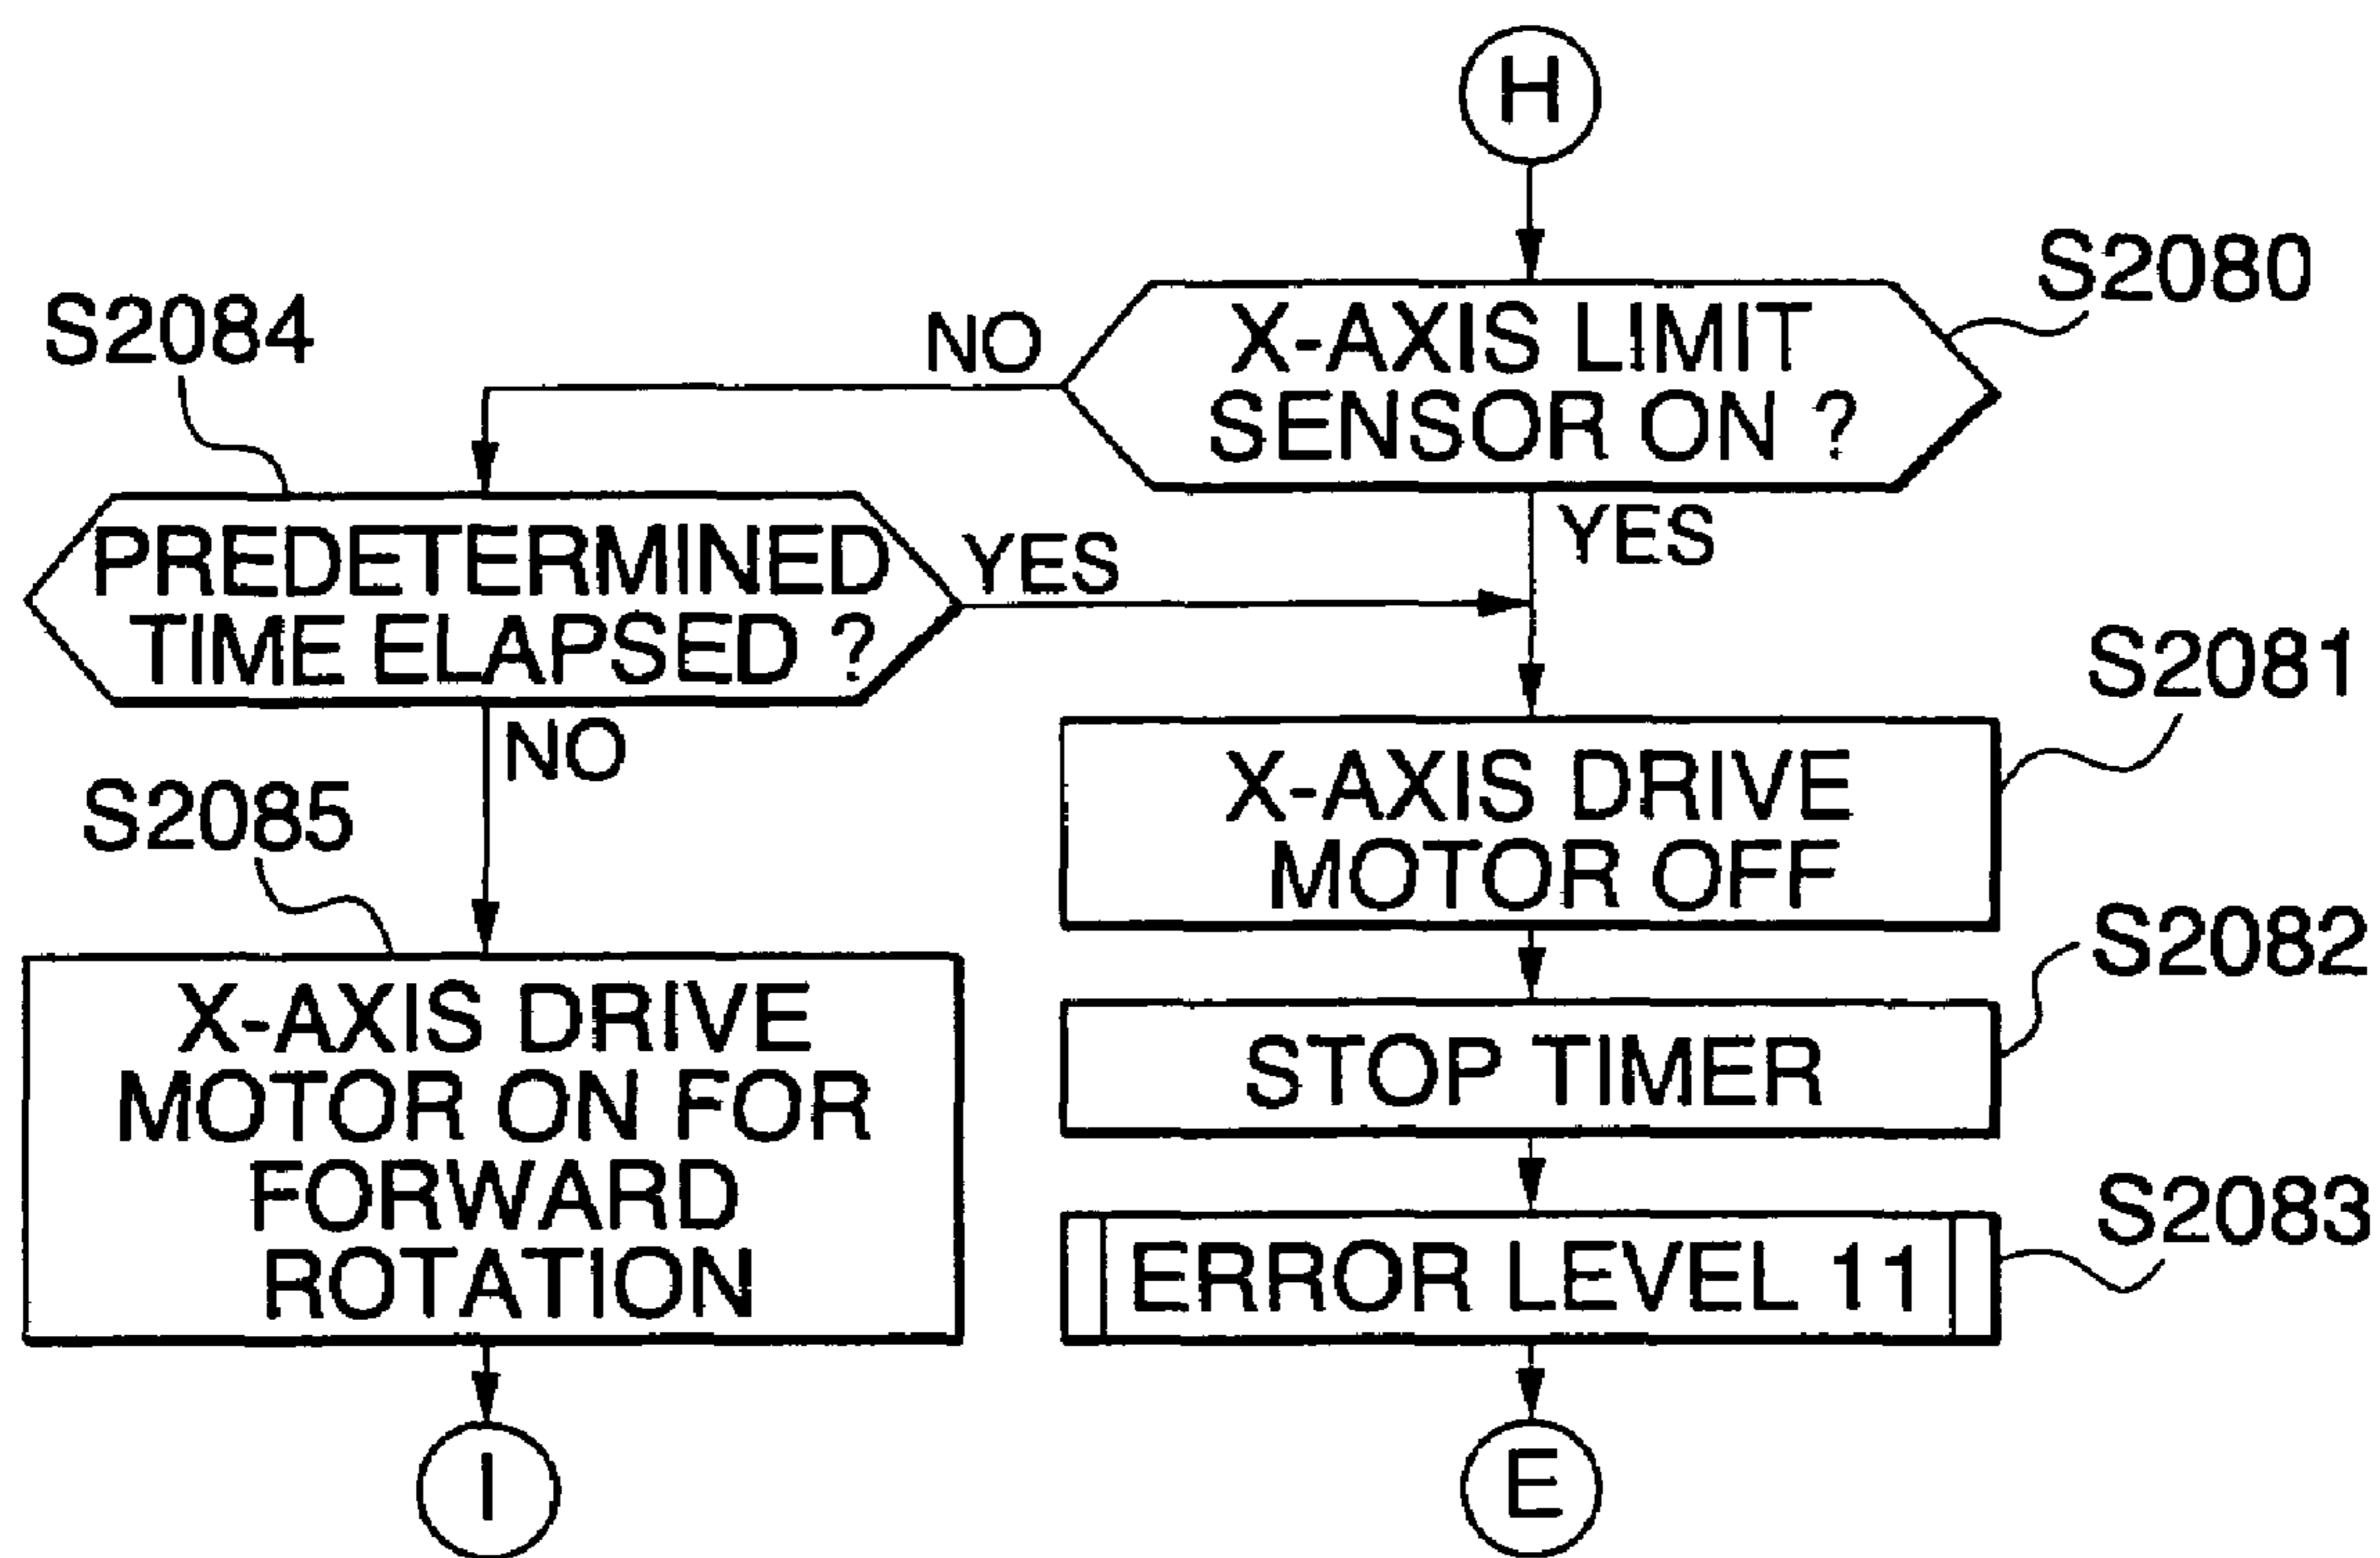 H
S2080
X-AXIS LIMIT
SENSOR ON ?
NO
YES
S2084
PREDETERMINED
TIME ELAPSED ?
YES
NO
S2081
X-AXIS DRIVE
MOTOR OFF
S2085
X-AXIS DRIVE
MOTOR ON FOR
FORWARD
ROTATION
S2082
STOP TIMER
S2083
ERROR LEVEL 11
I
E